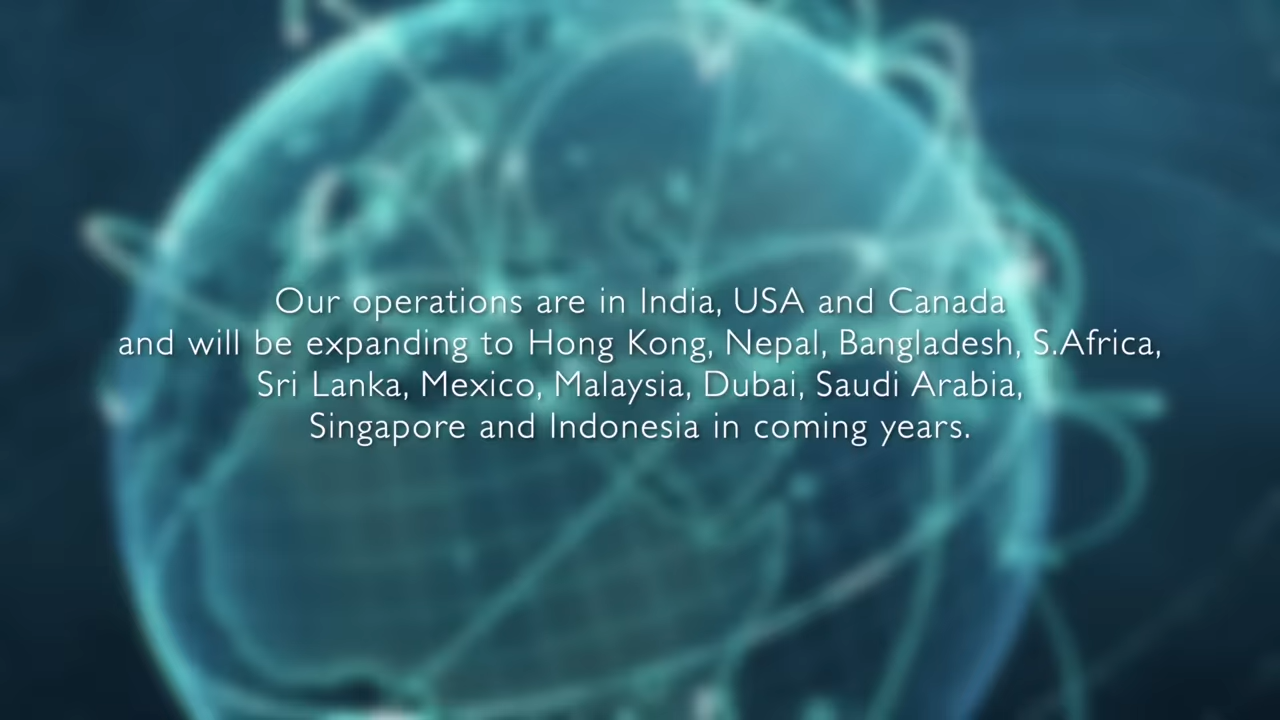 Our operations are in India, USA and Canada
and will be expanding to Hong Kong, Nepal, Bangladesh, S.Africa,
Sri Lanka, Mexico, Malaysia, Dubai, Saudi Arabia,
Singapore and Indonesia in coming years.